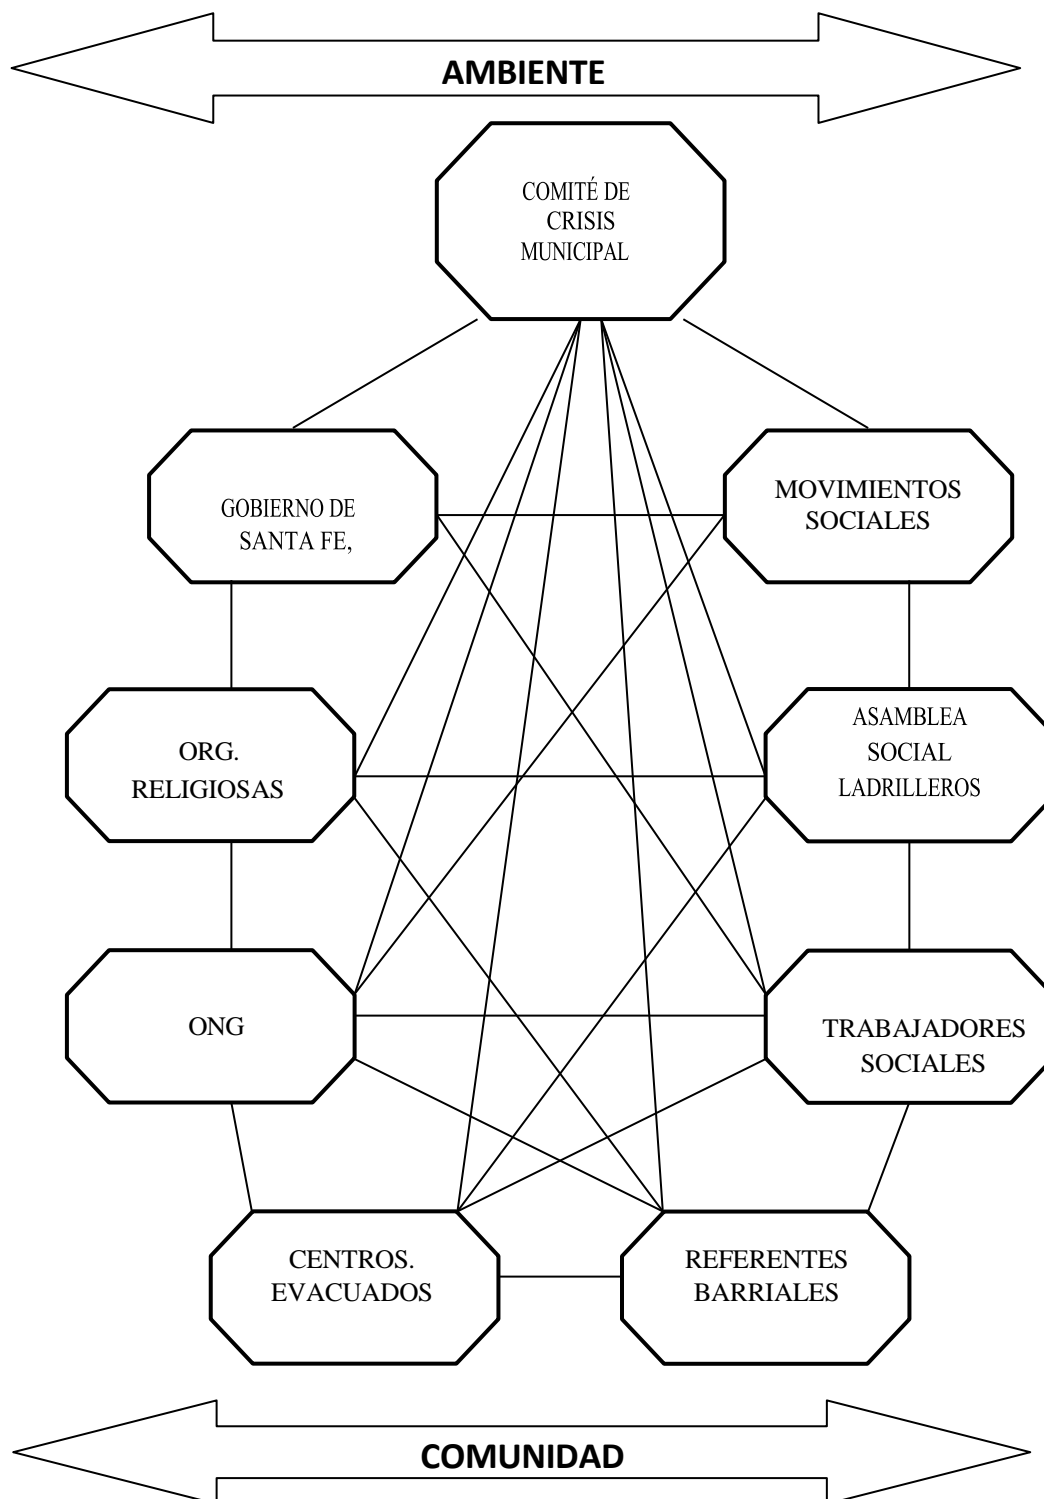 AMBIENTE
COMITÉ DE
CRISIS
MUNICIPAL
GOBIERNO DE
SANTA FE,
MOVIMIENTOS
SOCIALES
ORG.
RELIGIOSAS
ASAMBLEA
SOCIAL
LADRILLEROS
ONG
TRABAJADORES
SOCIALES
CENTROS.
EVACUADOS
REFERENTES
BARRIALES
COMUNIDAD